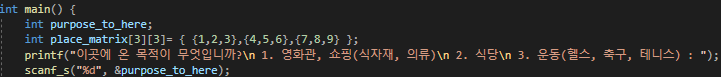 int main() {
int purpose_to_here;
int place_matrix[3][3]= { {1,2,3},{4,5,6},{7,8,9} };
printf("이곳에 온 목적이 무엇입니까?\n 1. 영화관, 쇼핑(식자재, 의류)\n 2. 식당\n 3. 운동(헬스, 축구, 테니스) : ");
scanf_s("%d", &purpose_to_here);